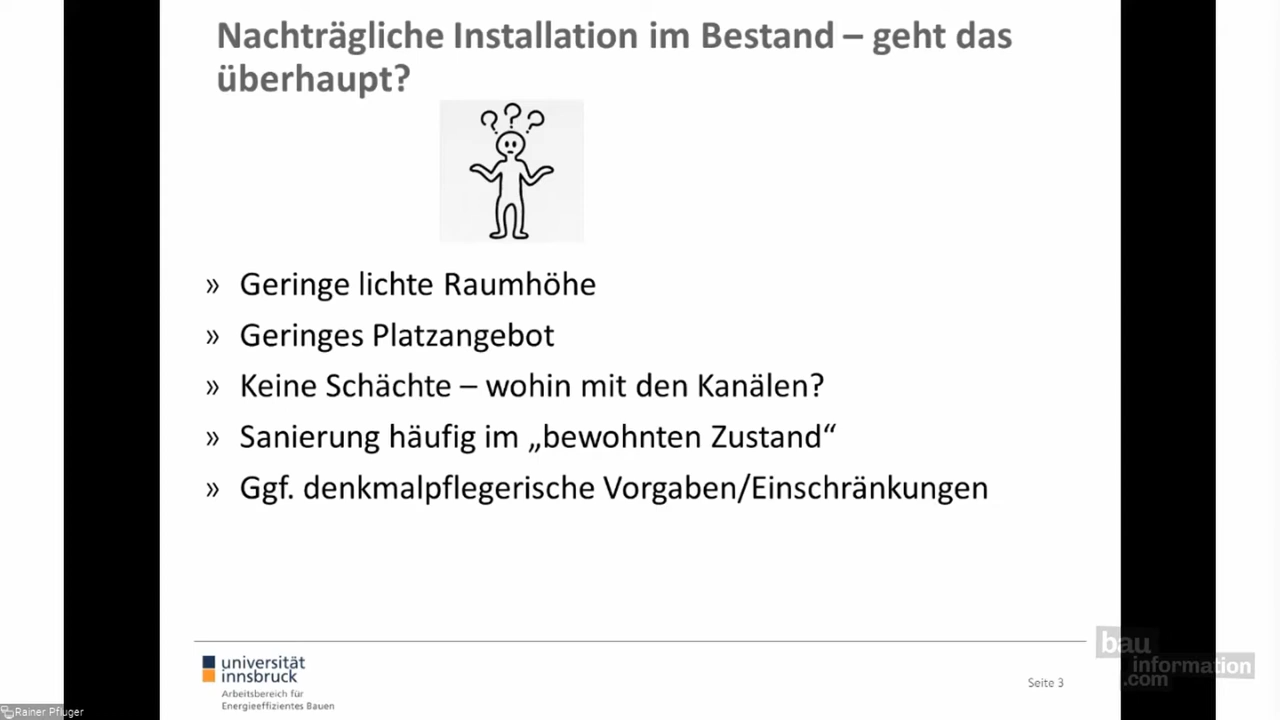 Nachträgliche Installation im Bestand – geht das
überhaupt?
? ? ?
» Geringe lichte Raumhöhe
» Geringes Platzangebot
» Keine Schächte – wohin mit den Kanälen?
» Sanierung häufig im „bewohnten Zustand“
» Ggf. denkmalpflegerische Vorgaben/Einschränkungen
universität
innsbruck
Arbeitsbereich für
Energieeffizientes Bauen
Seite 3
bau
information
.com
Rainer Pfluger